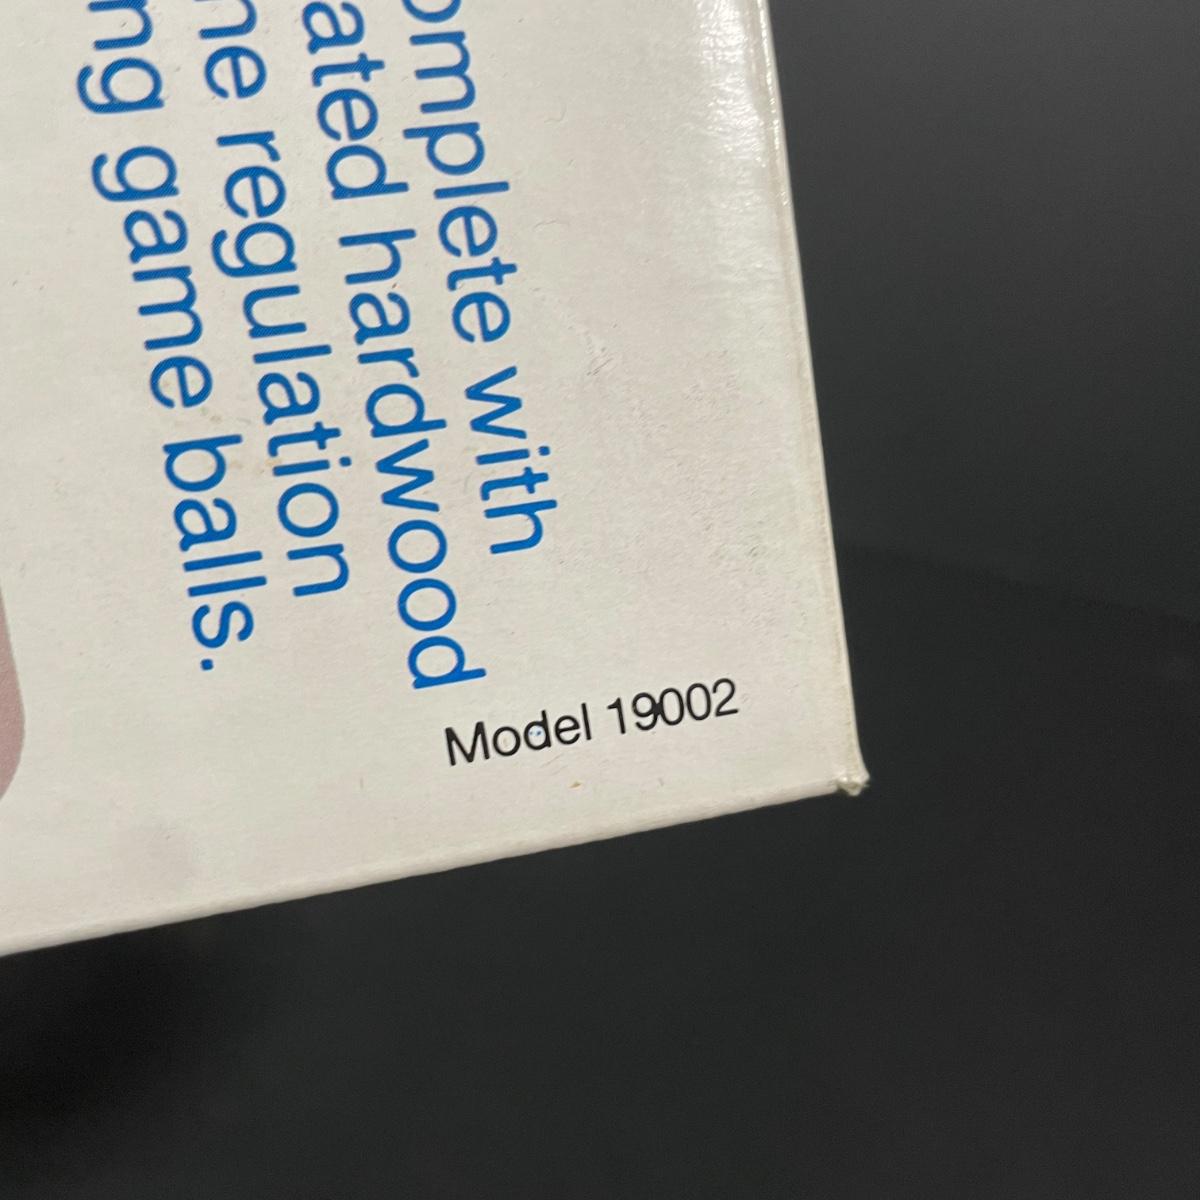 omplete with
ated hardwood
ne regulation
ng game balls.
Model 19002